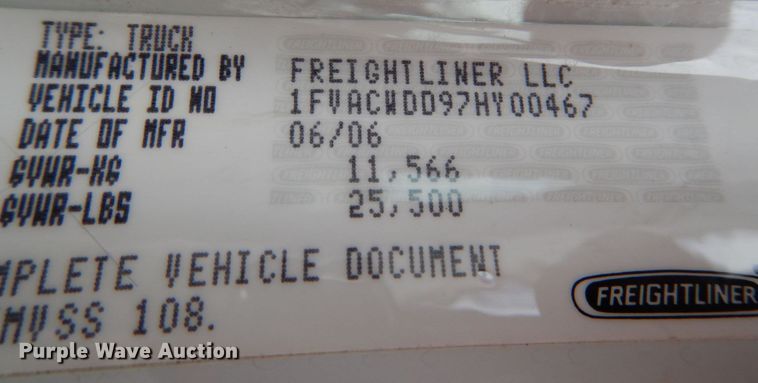 TYPE: TRUCK
MANUFACTURED BY FREIGHTLINER LLC
VEHICLE ID NO 1FVACWDD97HY00467
DATE OF MFR 06/06
GVWR-KG 11,566
GVWR-LBS 25,500
MPLETE VEHICLE DOCUMENT
MVSS 108.
FREIGHTLINER
Purple Wave Auction